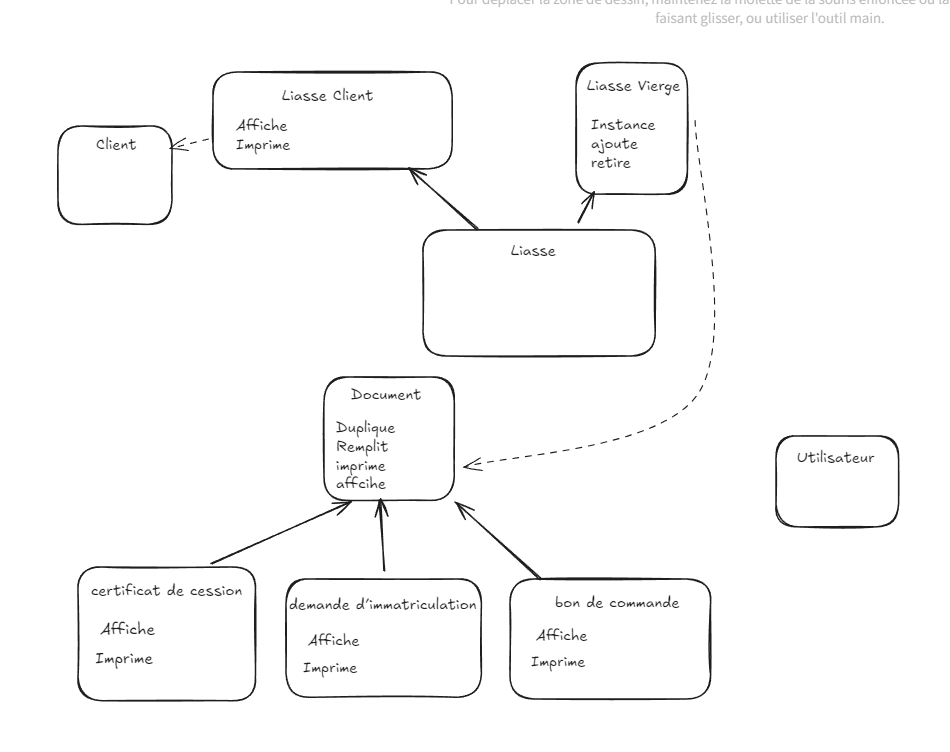 Pour déplacer la zone de dessin, maintenez la molette de la souris enfoncée ou la
faisant glisser, ou utiliser l'outil main.
Liasse Client
Affiche
Imprime
Liasse Vierge
Instance
ajoute
retire
Client
Liasse
Document
Duplique
Remplit
imprime
affcihe
Utilisateur
certificat de cession
Affiche
Imprime
demande d'immatriculation
Affiche
Imprime
bon de commande
Affiche
Imprime